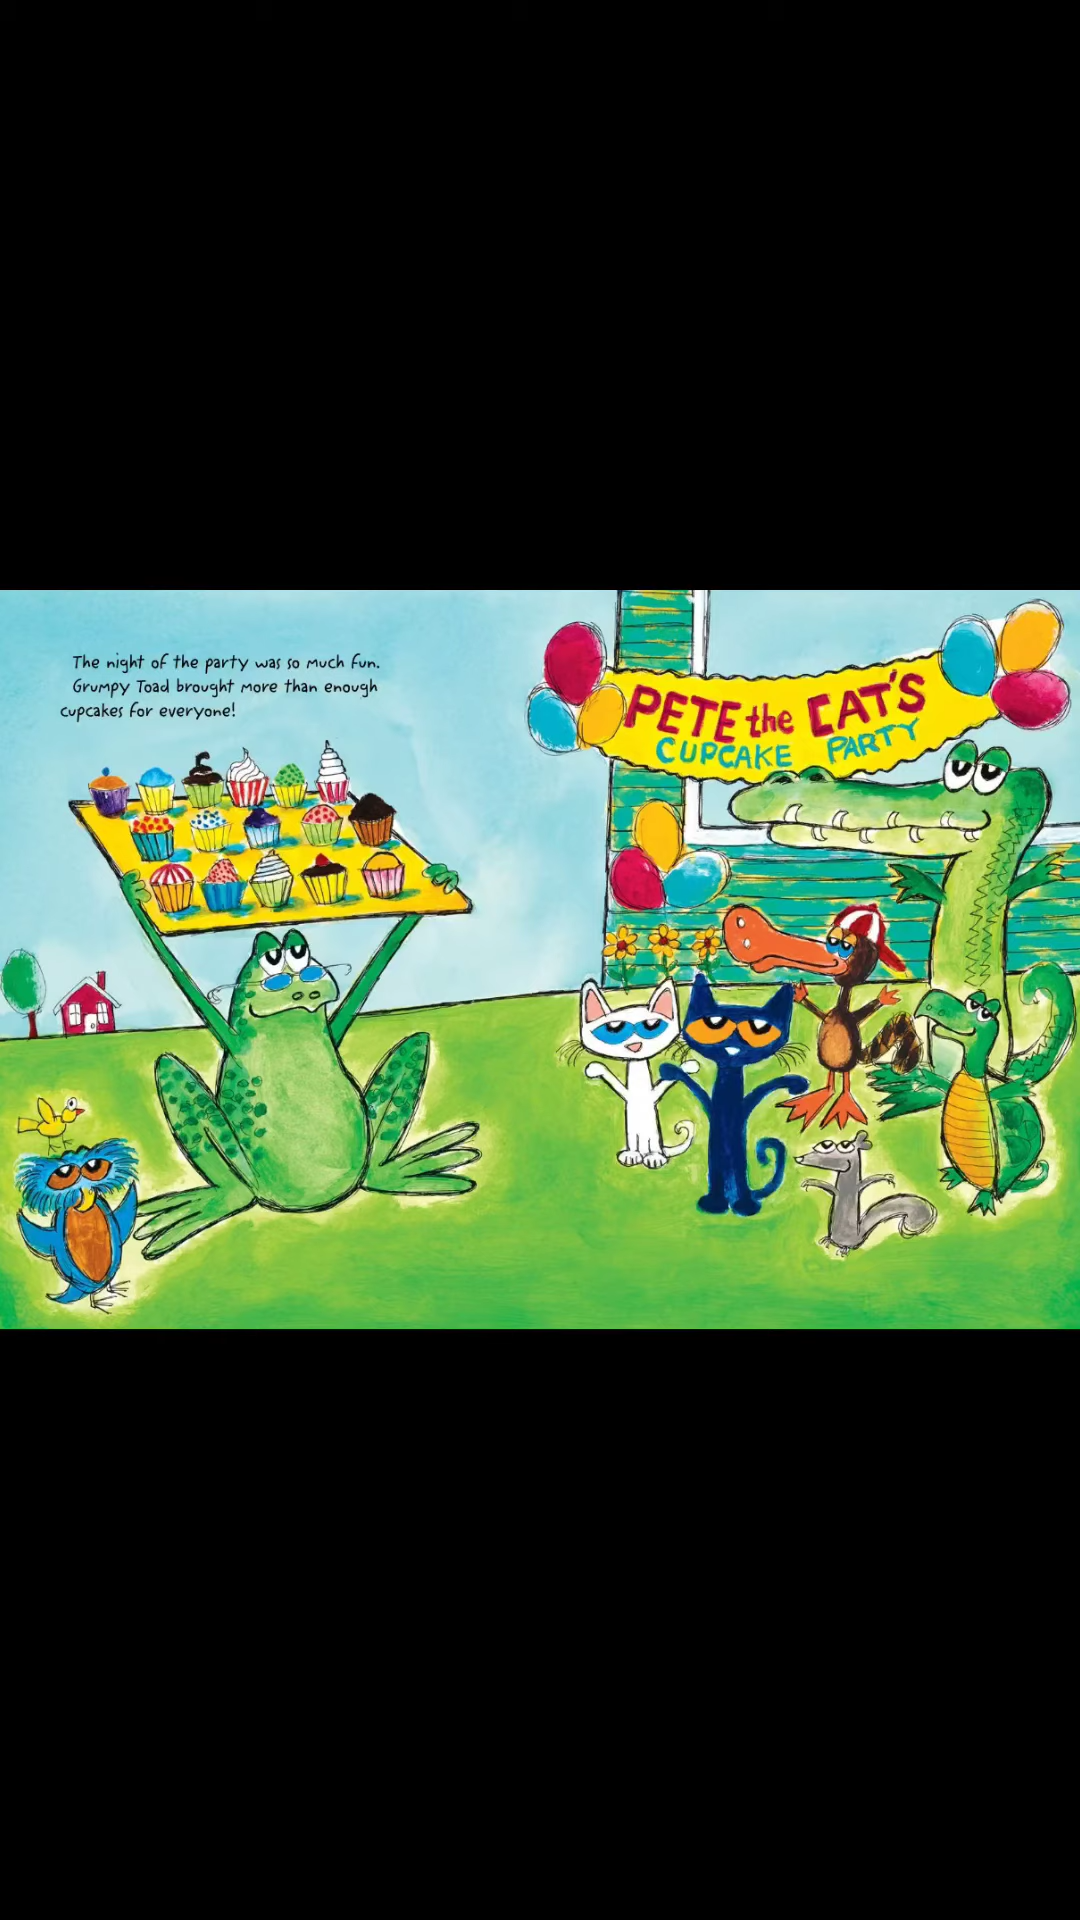 The night of the party was so much fun.
Grumpy Toad brought more than enough
cupcakes for everyone!
PETE the CAT'S
CUPCAKE PARTY